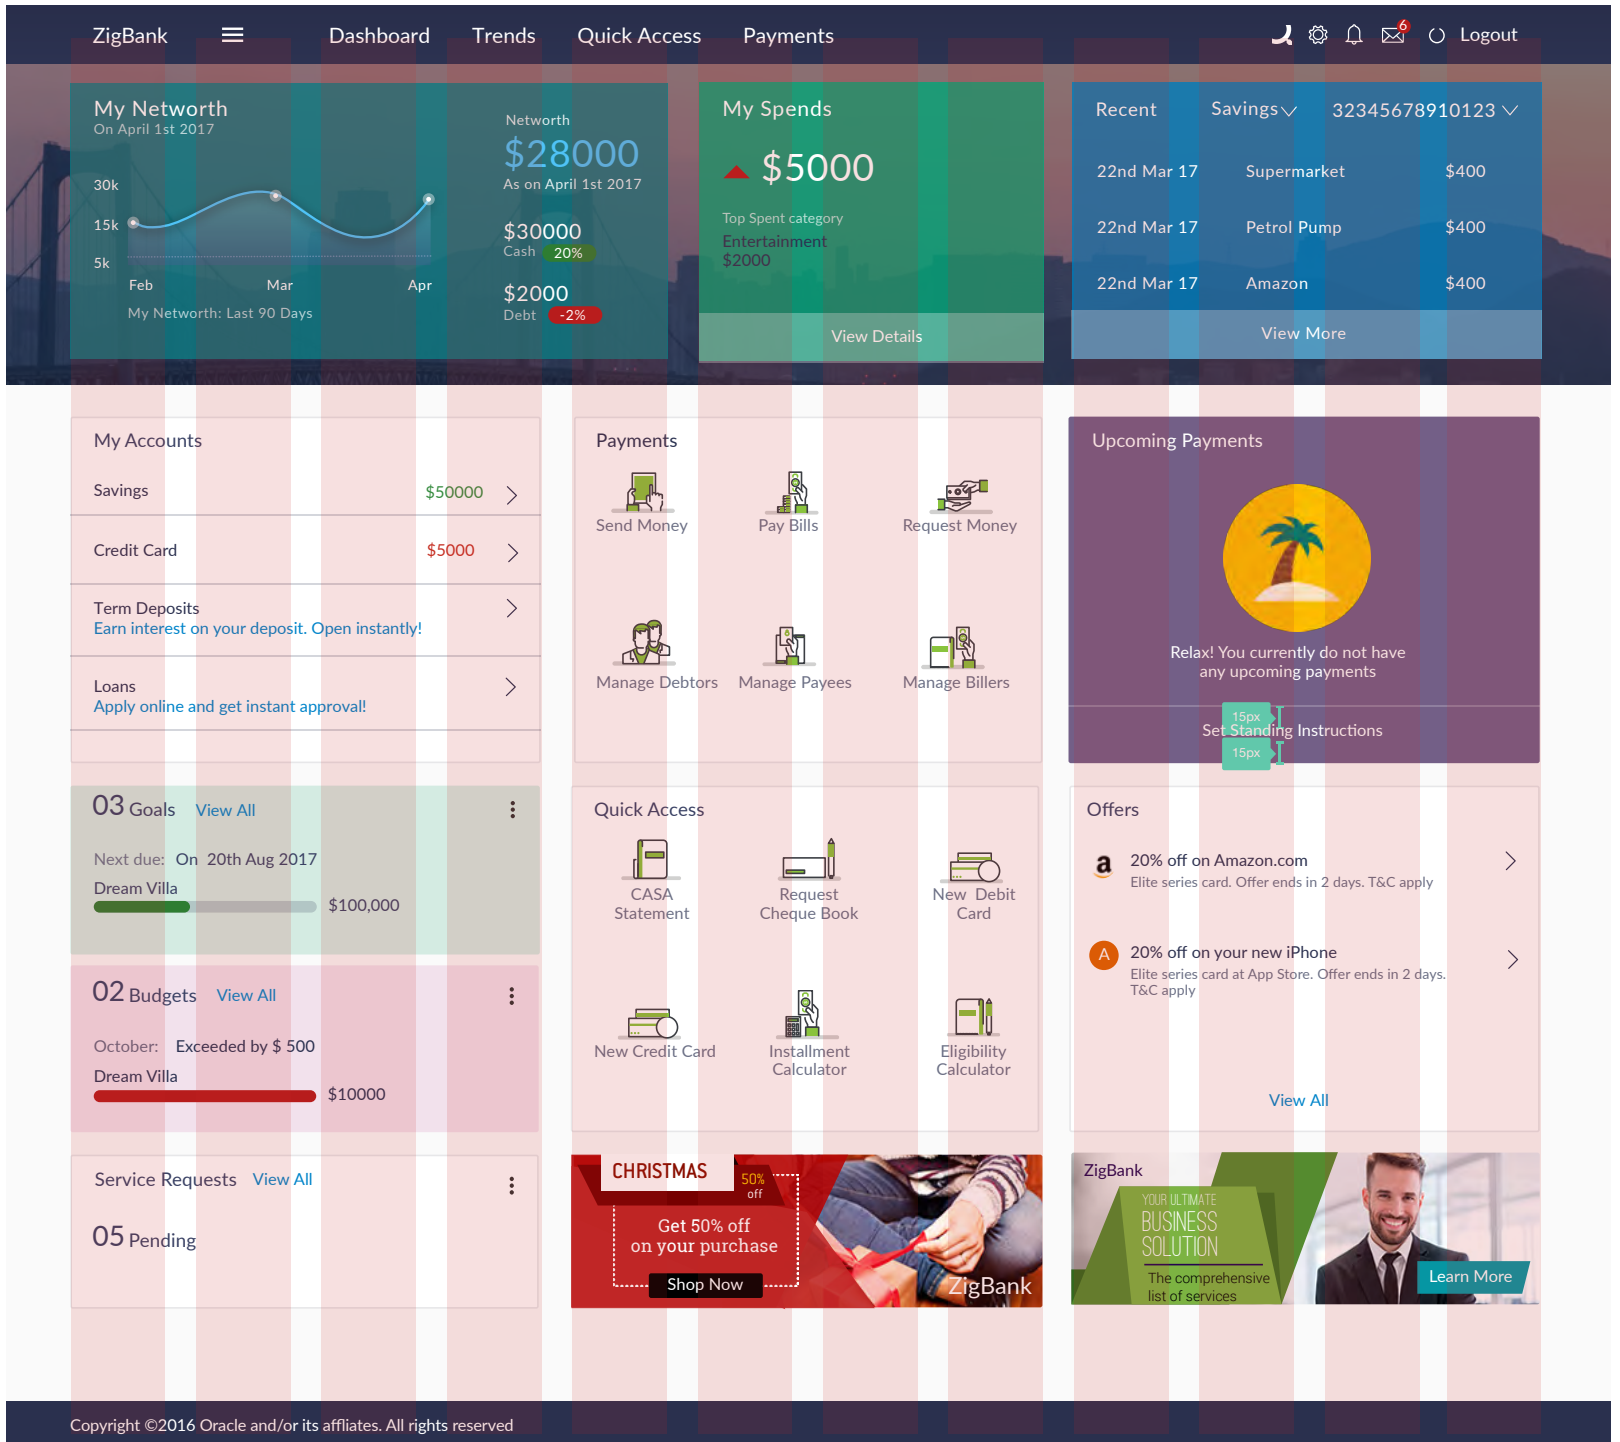 ZigBank
Dashboard
Trends
Quick Access
Payments
6
Logout
My Networth
On April 1st 2017
30k
15k
5k
Feb
Mar
Apr
My Networth: Last 90 Days
Networth
$28000
As on April 1st 2017
$30000
Cash 20%
$2000
Debt -2%
My Spends
$5000
Top Spent category
Entertainment
$2000
View Details
Recent Savings 32345678910123
22nd Mar 17 Supermarket $400
22nd Mar 17 Petrol Pump $400
22nd Mar 17 Amazon $400
View More
My Accounts
Savings $50000
Credit Card $5000
Term Deposits
Earn interest on your deposit. Open instantly!
Loans
Apply online and get instant approval!
Payments
Send Money
Pay Bills
Request Money
Manage Debtors
Manage Payees
Manage Billers
Upcoming Payments
Relax! You currently do not have
any upcoming payments
15px
Set Standing Instructions
15px
03 Goals View All
Next due: On 20th Aug 2017
Dream Villa
$100,000
02 Budgets View All
October: Exceeded by $ 500
Dream Villa
$10000
Service Requests View All
05 Pending
Quick Access
CASA
Statement
Request
Cheque Book
New Debit
Card
New Credit Card
Installment
Calculator
Eligibility
Calculator
Offers
a
20% off on Amazon.com
Elite series card. Offer ends in 2 days. T&C apply
A
20% off on your new iPhone
Elite series card at App Store. Offer ends in 2 days.
T&C apply
View All
CHRISTMAS
50%
off
Get 50% off
on your purchase
Shop Now
ZigBank
ZigBank
YOUR ULTIMATE
BUSINESS
SOLUTION
The comprehensive
list of services
Learn More
Copyright ©2016 Oracle and/or its affliates. All rights reserved